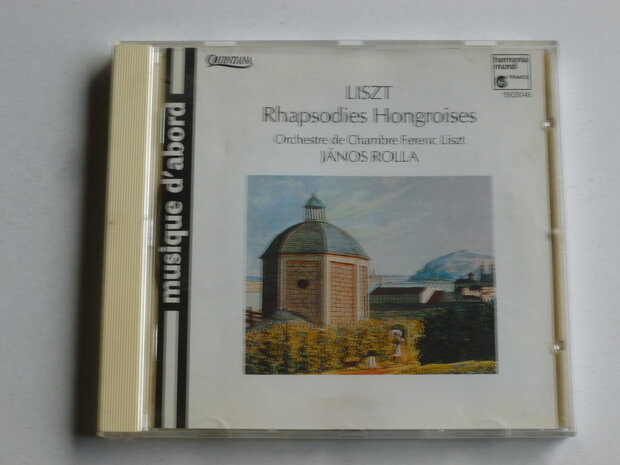 QUINTANA
harmonia
mundi
FRANCE
LISZT
Rhapsodies Hongroises
Orchestre de Chambre Ferenc Liszt
JÁNOS ROLLA
musique d'abord